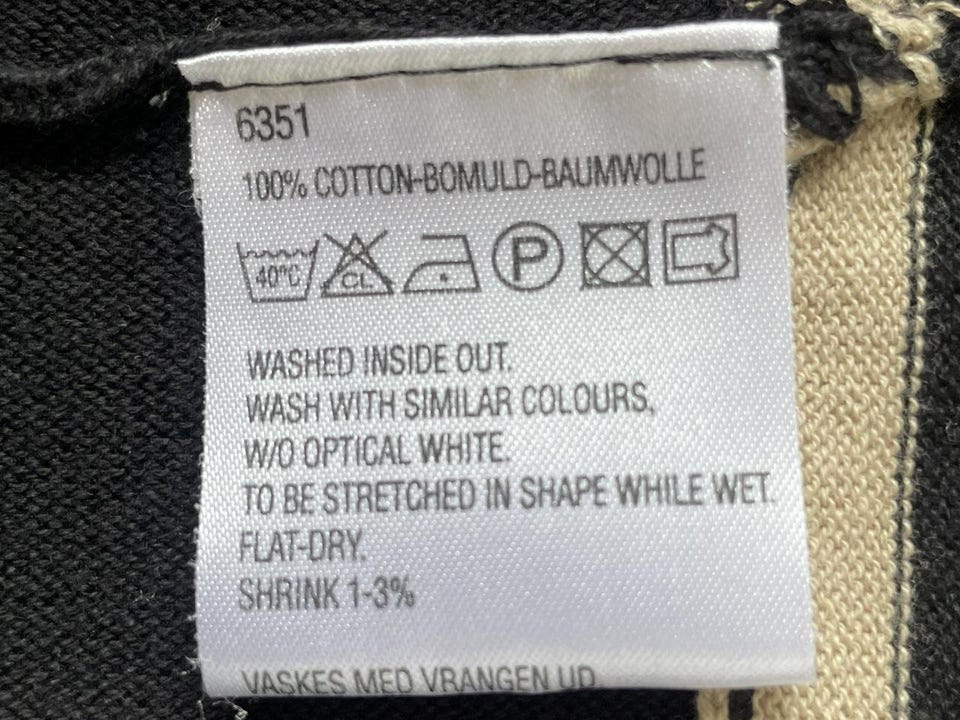 6351
100% COTTON-BOMULD-BAUMWOLLE
40°C CL P
WASHED INSIDE OUT.
WASH WITH SIMILAR COLOURS,
W/O OPTICAL WHITE.
TO BE STRETCHED IN SHAPE WHILE WET.
FLAT-DRY.
SHRINK 1-3%
VASKES MED VRANGEN UD.